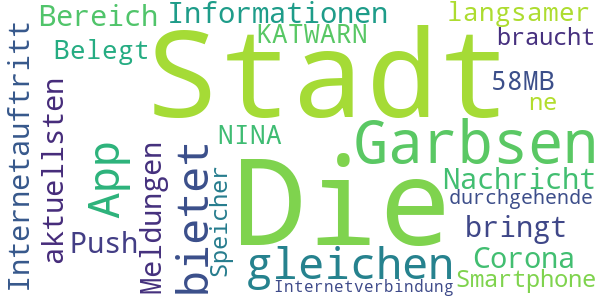 Bereich
Informationen
langsamer
Belegt
KATWARN
braucht
Stadt
58MB
ne
Internetauftritt
aktuellsten
App
Meldungen
bietet
NINA
Garbsen
Speicher
Die
Nachricht
durchgehende
Push
bringt
gleichen
Corona
Internetverbindung
Smartphone